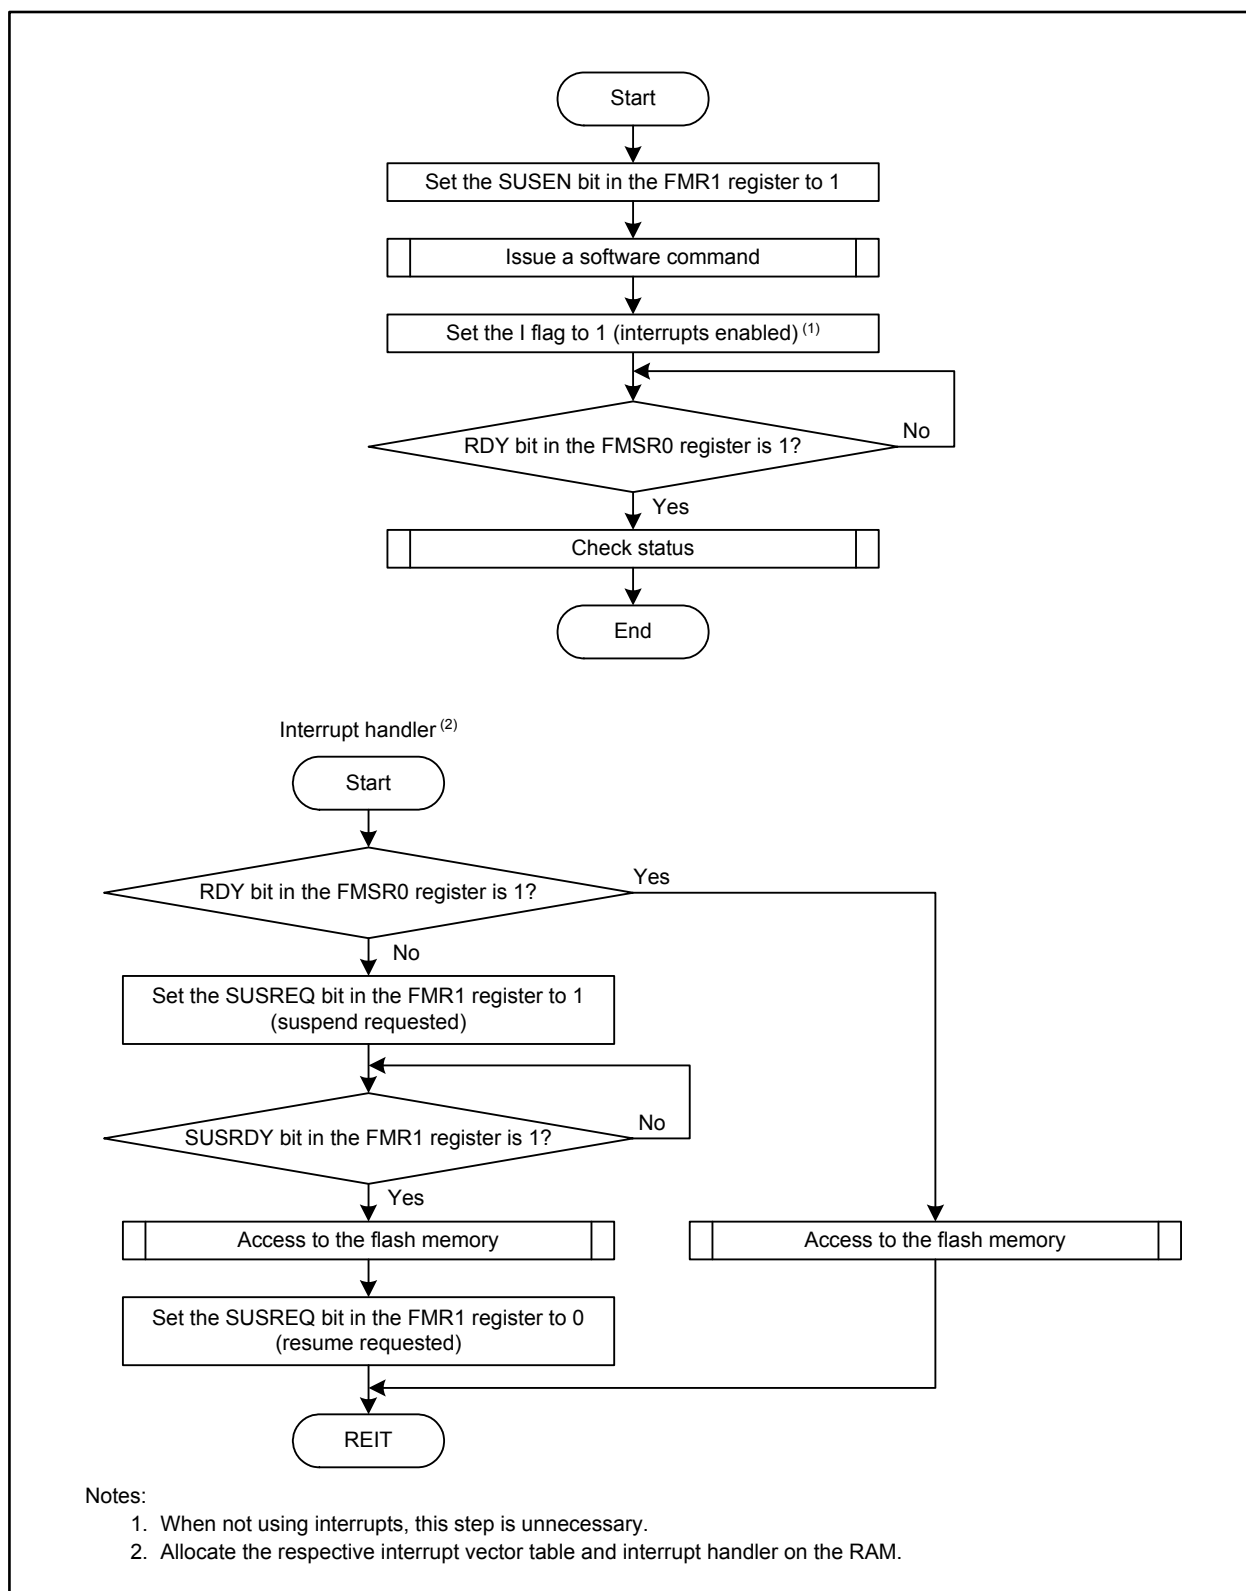 Start
Set the SUSEN bit in the FMR1 register to 1
Issue a software command
Set the I flag to 1 (interrupts enabled) (1)
RDY bit in the FMSR0 register is 1?
No
Yes
Check status
End
Interrupt handler (2)
Start
RDY bit in the FMSR0 register is 1?
Yes
No
Set the SUSREQ bit in the FMR1 register to 1
(suspend requested)
SUSRDY bit in the FMR1 register is 1?
No
Yes
Access to the flash memory
Access to the flash memory
Set the SUSREQ bit in the FMR1 register to 0
(resume requested)
REIT
Notes:
1. When not using interrupts, this step is unnecessary.
2. Allocate the respective interrupt vector table and interrupt handler on the RAM.